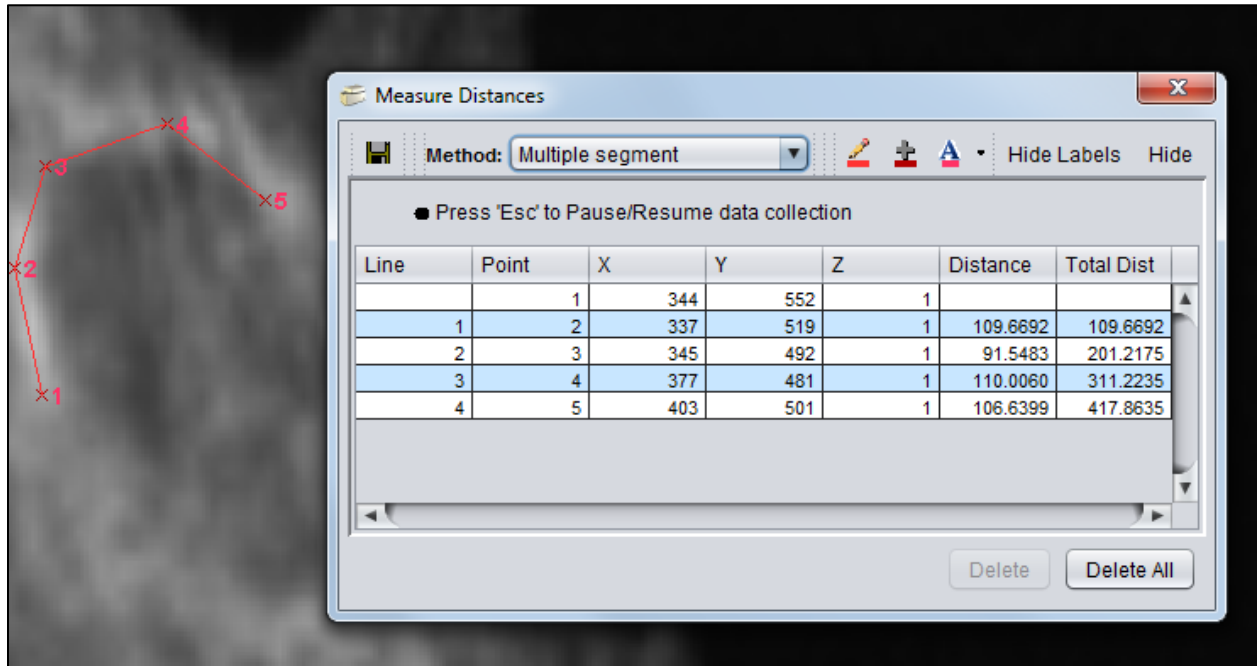 Measure Distances
x
Method: Multiple segment A Hide Labels Hide
Press 'Esc' to Pause/Resume data collection
Line Point X Y Z Distance Total Dist
1 344 552 1
1 2 337 519 1 109.6692 109.6692
2 3 345 492 1 91.5483 201.2175
3 4 377 481 1 110.0060 311.2235
4 5 403 501 1 106.6399 417.8635
Delete Delete All
4
3
5
2
1